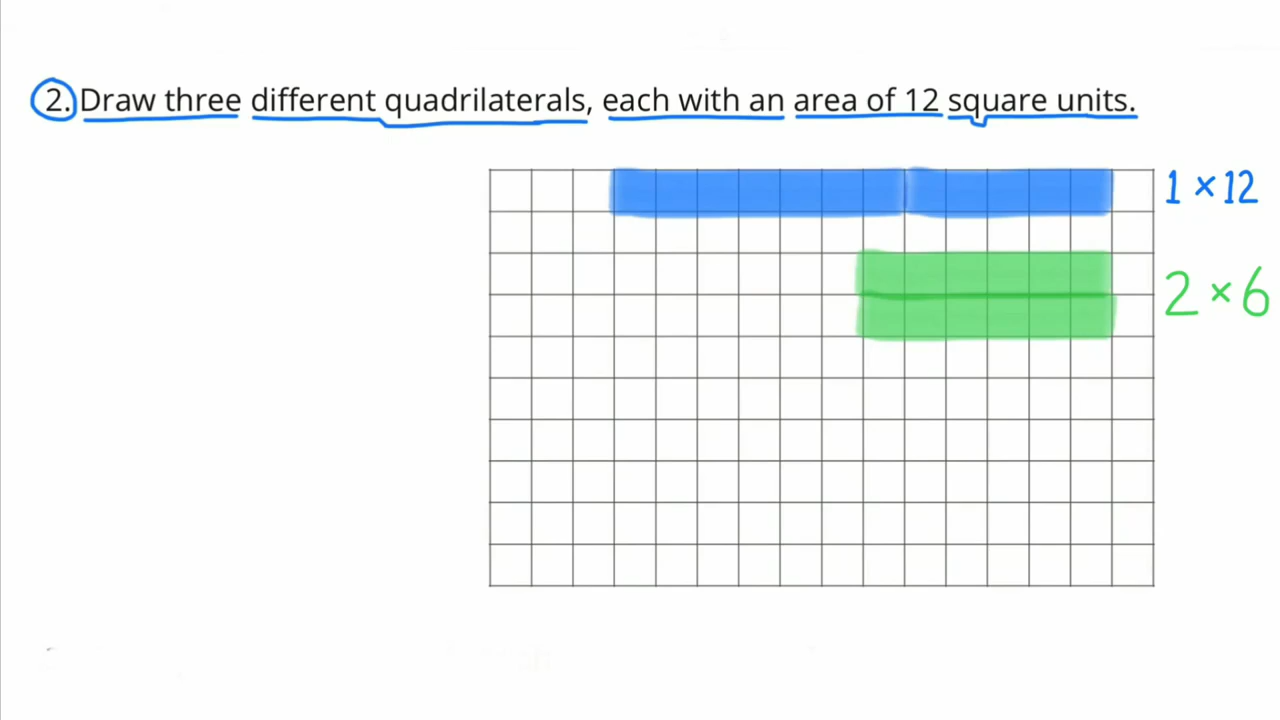 2. Draw three different quadrilaterals, each with an area of 12 square units.
1 × 12
2 × 6